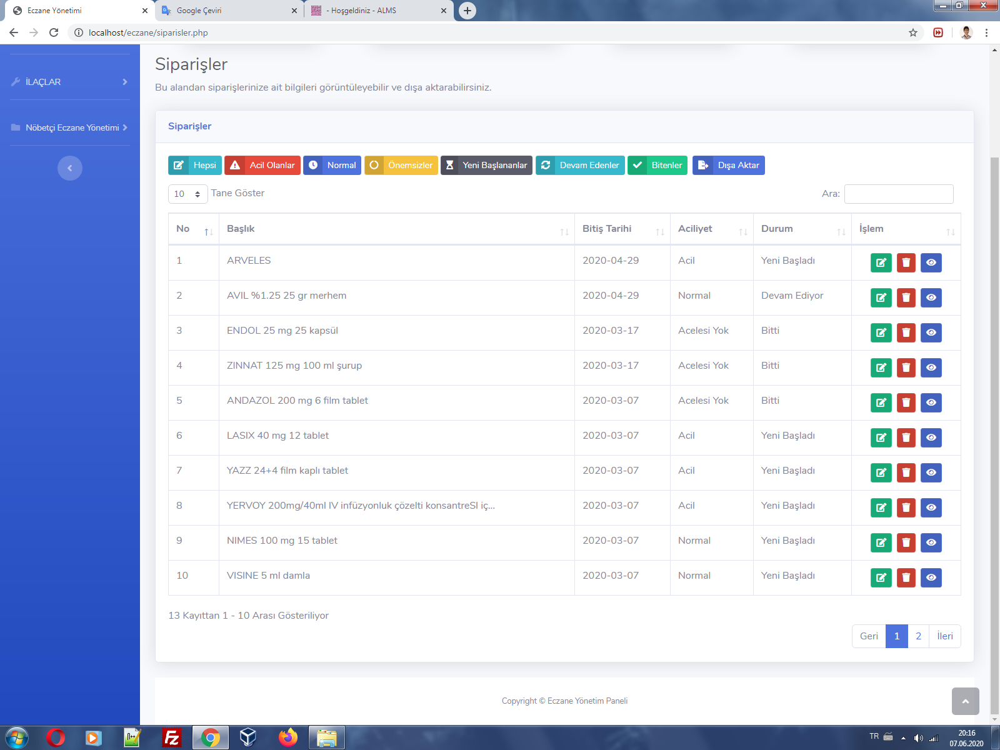 Eczane Yönetimi
Google Çeviri
- Hoşgeldiniz - ALMS
localhost/eczane/siparisler.php
İLAÇLAR
Nöbetçi Eczane Yönetimi
Siparişler
Bu alandan siparişlerinize ait bilgileri görüntüleyebilir ve dışa aktarabilirsiniz.
Siparişler
Hepsi Acil Olanlar Normal Önemsizler Yeni Başlananlar Devam Edenler Bitenler Dışa Aktar
10 Tane Göster Ara:
No Başlık Bitiş Tarihi Aciliyet Durum İşlem
1 ARVELES 2020-04-29 Acil Yeni Başladı
2 AVIL %1.25 25 gr merhem 2020-04-29 Normal Devam Ediyor
3 ENDOL 25 mg 25 kapsül 2020-03-17 Acelesi Yok Bitti
4 ZINNAT 125 mg 100 ml şurup 2020-03-17 Acelesi Yok Bitti
5 ANDAZOL 200 mg 6 film tablet 2020-03-07 Acelesi Yok Bitti
6 LASIX 40 mg 12 tablet 2020-03-07 Acil Yeni Başladı
7 YAZZ 24+4 film kaplı tablet 2020-03-07 Acil Yeni Başladı
8 YERVOY 200mg/40ml IV infüzyonluk çözelti konsantreSI iç... 2020-03-07 Acil Yeni Başladı
9 NIMES 100 mg 15 tablet 2020-03-07 Normal Yeni Başladı
10 VISINE 5 ml damla 2020-03-07 Normal Yeni Başladı
13 Kayıttan 1 - 10 Arası Gösteriliyor
Geri 1 2 İleri
Copyright © Eczane Yönetim Paneli
TR
20:16
07.06.2020